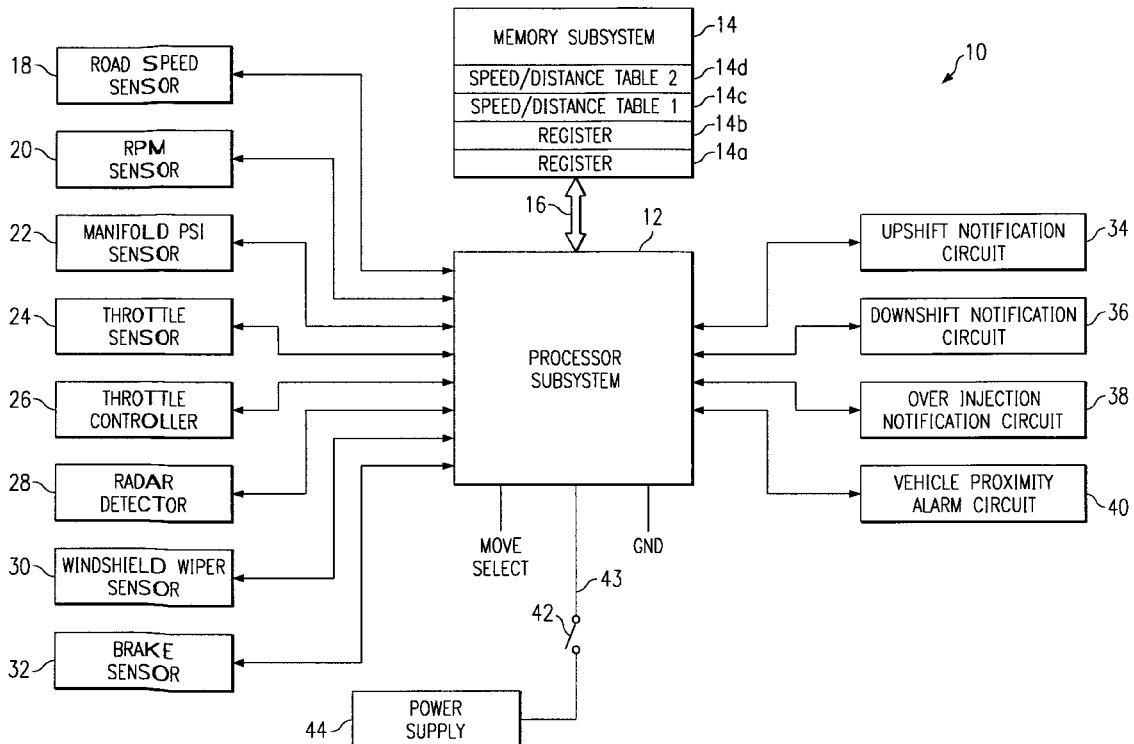 14
MEMORY SUBSYSTEM
10
18
ROAD SPEED
SENSOR
SPEED/DISTANCE TABLE 2
14d
SPEED/DISTANCE TABLE 1
14c
REGISTER
14b
REGISTER
14a
20
RPM
SENSOR
16
12
22
MANIFOLD PSI
SENSOR
UPSHIFT NOTIFICATION
CIRCUIT
34
24
THROTTLE
SENSOR
DOWNSHIFT NOTIFICATION
CIRCUIT
36
PROCESSOR
SUBSYSTEM
26
THROTTLE
CONTROLLER
OVER INJECTION
NOTIFICATION CIRCUIT
38
28
RADAR
DETECTOR
VEHICLE PROXIMITY
ALARM CIRCUIT
40
MOVE
SELECT
GND
30
WINDSHIELD WIPER
SENSOR
43
42
32
BRAKE
SENSOR
44
POWER
SUPPLY